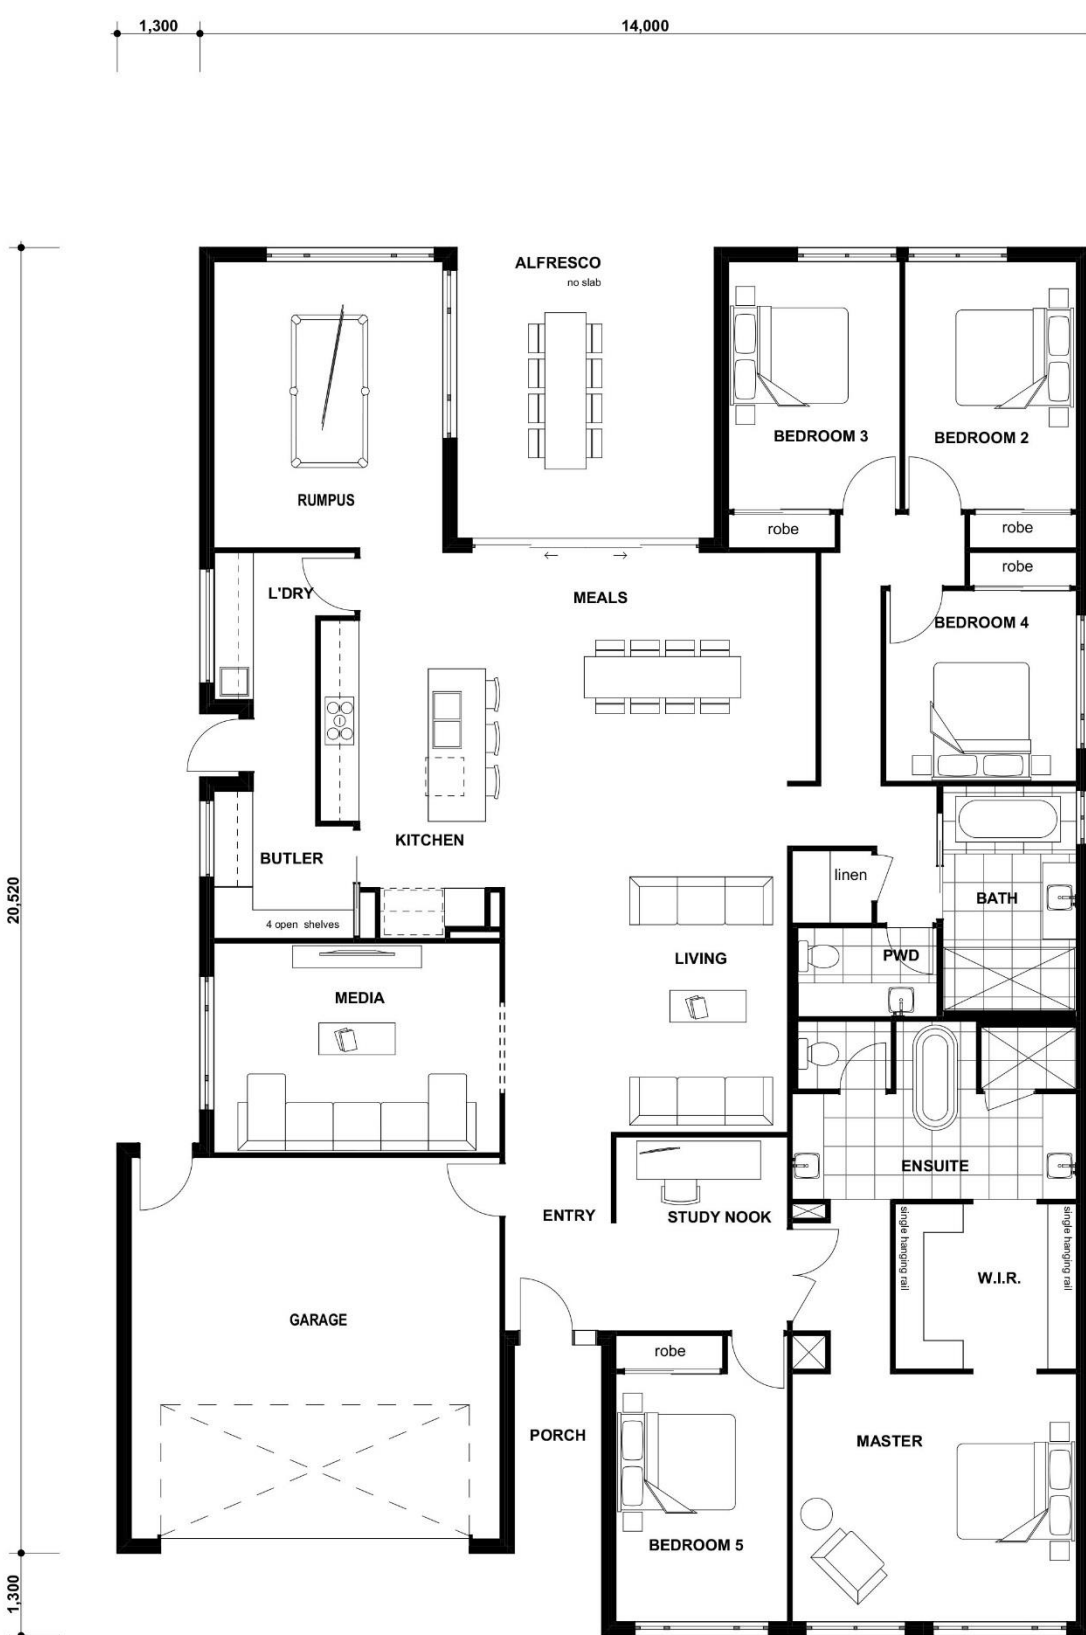 1,300
14,000
ALFRESCO
no slab
BEDROOM 3
BEDROOM 2
RUMPUS
robe
robe
robe
L'DRY
MEALS
BEDROOM 4
KITCHEN
BUTLER
linen
BATH
20,520
4 open shelves
LIVING
PWD
MEDIA
ENSUITE
ENTRY
STUDY NOOK
single hanging rail
single hanging rail
W.I.R.
GARAGE
robe
PORCH
MASTER
BEDROOM 5
1,300